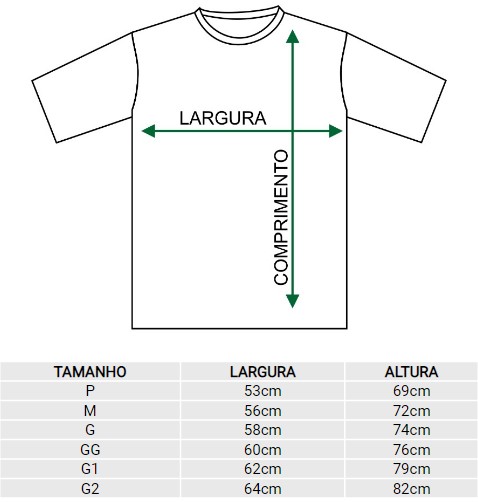 LARGURA
COMPRIMENTO
TAMANHO LARGURA ALTURA
P 53cm 69cm
M 56cm 72cm
G 58cm 74cm
GG 60cm 76cm
G1 62cm 79cm
G2 64cm 82cm